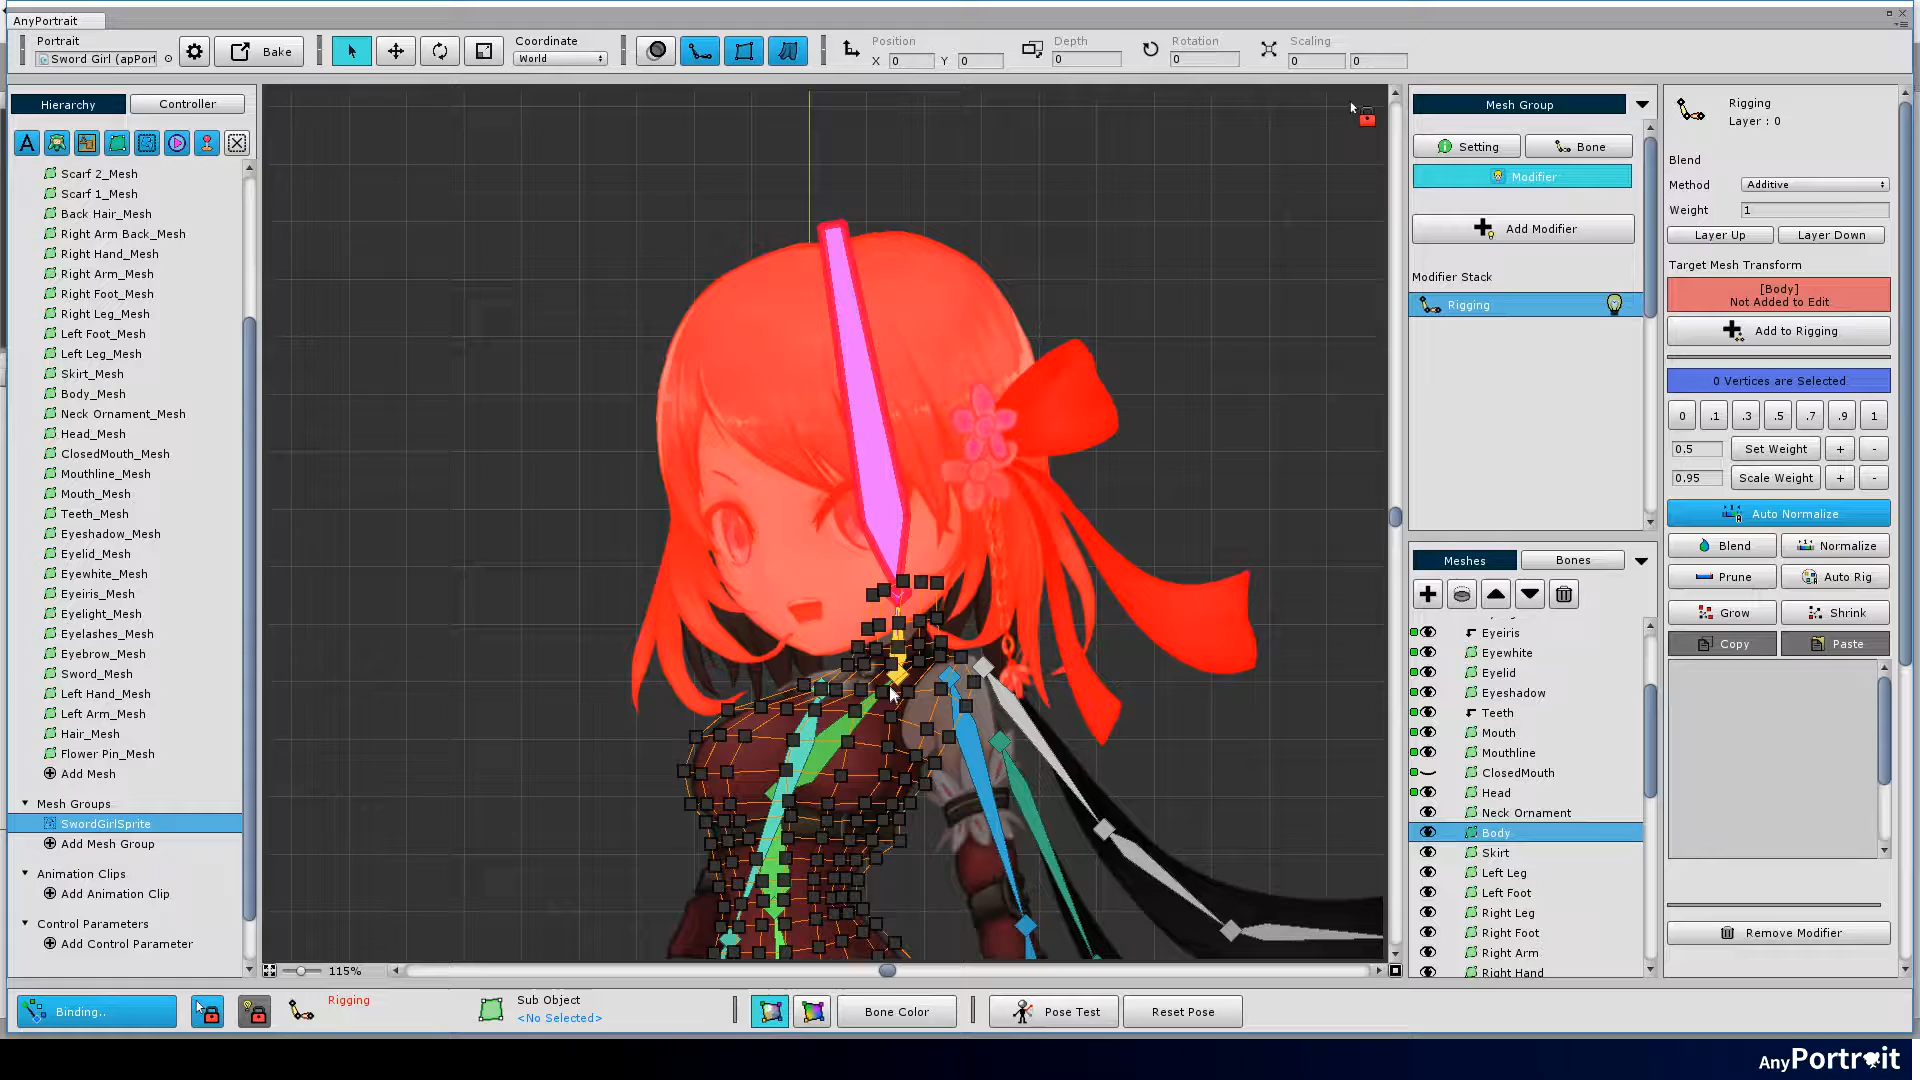 AnyPortrait
Portrait
Sword Girl (apPort
Bake
Coordinate
World
Position
X 0 Y 0
Depth
0
Rotation
0
Scaling
0 0
Hierarchy
Controller
Scarf 2_Mesh
Scarf 1_Mesh
Back Hair_Mesh
Right Arm Back_Mesh
Right Hand_Mesh
Right Arm_Mesh
Right Foot_Mesh
Right Leg_Mesh
Left Foot_Mesh
Left Leg_Mesh
Skirt_Mesh
Body_Mesh
Neck Ornament_Mesh
Head_Mesh
ClosedMouth_Mesh
Mouthline_Mesh
Mouth_Mesh
Teeth_Mesh
Eyeshadow_Mesh
Eyelid_Mesh
Eyewhite_Mesh
Eyeiris_Mesh
Eyelight_Mesh
Eyelashes_Mesh
Eyebrow_Mesh
Sword_Mesh
Left Hand_Mesh
Left Arm_Mesh
Hair_Mesh
Flower Pin_Mesh
Add Mesh
Mesh Groups
SwordGirlSprite
Add Mesh Group
Animation Clips
Add Animation Clip
Control Parameters
Add Control Parameter
115%
Mesh Group
Setting
Bone
Modifier
Add Modifier
Modifier Stack
Rigging
Meshes
Bones
Eyeiris
Eyewhite
Eyelid
Eyeshadow
Teeth
Mouth
Mouthline
ClosedMouth
Head
Neck Ornament
Body
Skirt
Left Leg
Left Foot
Right Leg
Right Foot
Right Arm
Right Hand
Rigging
Layer : 0
Blend
Method Additive
Weight 1
Layer Up
Layer Down
Target Mesh Transform
[Body]
Not Added to Edit
Add to Rigging
0 Vertices are Selected
0 .1 .3 .5 .7 .9 1
0.5 Set Weight + -
0.95 Scale Weight + -
Auto Normalize
Blend
Normalize
Prune
Auto Rig
Grow
Shrink
Copy
Paste
Remove Modifier
Binding..
Rigging
Sub Object
<No Selected>
Bone Color
Pose Test
Reset Pose
AnyPortrait